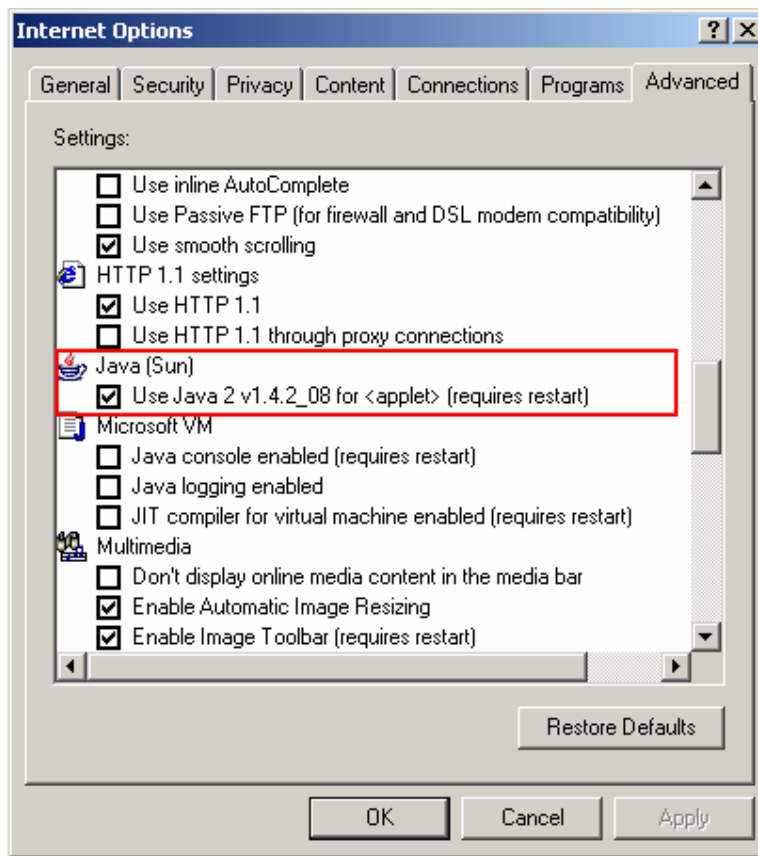 Internet Options
General Security Privacy Content Connections Programs Advanced
Settings:
Use inline AutoComplete
Use Passive FTP (for firewall and DSL modem compatibility)
Use smooth scrolling
HTTP 1.1 settings
Use HTTP 1.1
Use HTTP 1.1 through proxy connections
Java (Sun)
Use Java 2 v1.4.2_08 for <applet> (requires restart)
Microsoft VM
Java console enabled (requires restart)
Java logging enabled
JIT compiler for virtual machine enabled (requires restart)
Multimedia
Don't display online media content in the media bar
Enable Automatic Image Resizing
Enable Image Toolbar (requires restart)
Restore Defaults
OK Cancel Apply